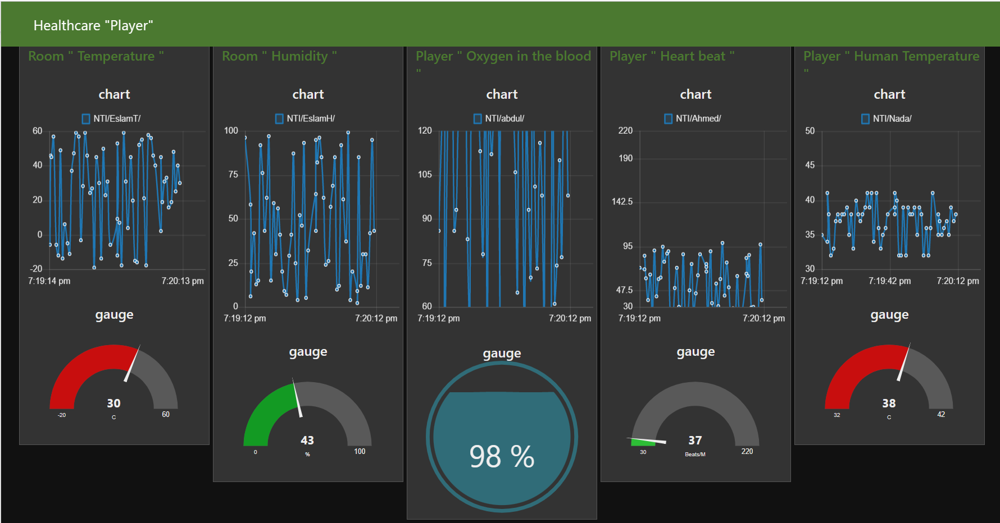 Healthcare "Player"
Room " Temperature "
chart
NTI/EslamT/
60
40
20
0
-20
7:19:14 pm
7:20:13 pm
gauge
30
C
-20
60
Room " Humidity "
chart
NTI/EslamH/
100
75
50
25
0
7:19:12 pm
7:20:12 pm
gauge
43
%
0
100
Player " Oxygen in the blood
"
chart
NTI/abdul/
120
105
90
75
60
7:19:12 pm
7:20:12 pm
gauge
98 %
Player " Heart beat "
chart
NTI/Ahmed/
220
190
142.5
95
47.5
30
7:19:12 pm
7:20:12 pm
gauge
37
Beats/M
30
220
Player " Human Temperature
"
chart
NTI/Nada/
50
45
40
35
30
7:19:12 pm
7:19:42 pm
7:20:12 pm
gauge
38
C
32
42